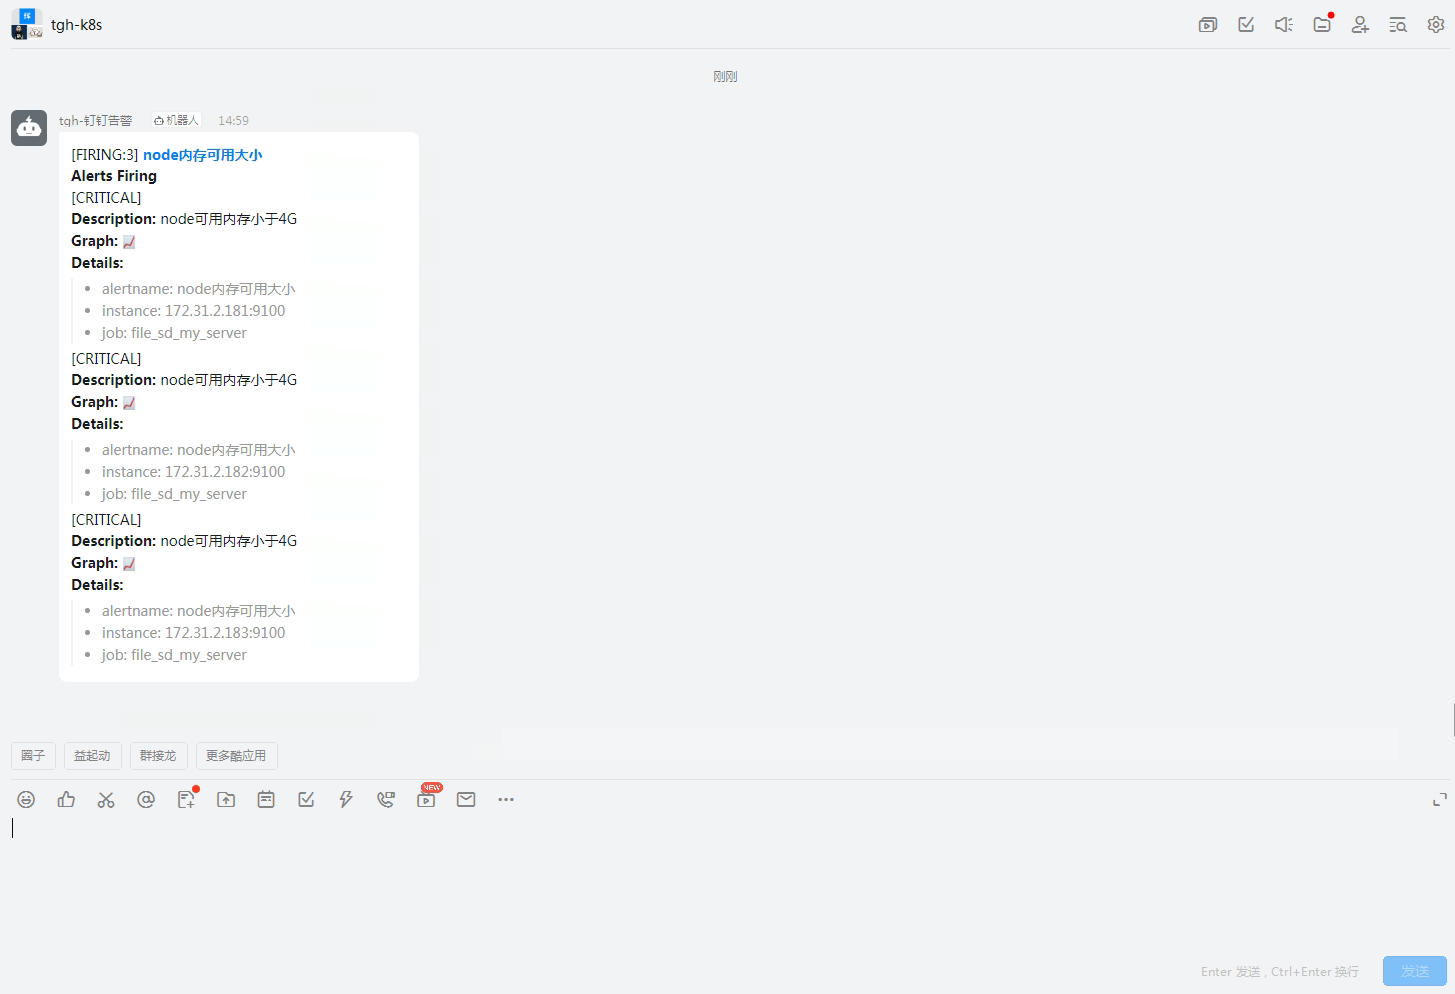 tgh-k8s
刚刚
tgh-钉钉告警 机器人 14:59
[FIRING:3] node内存可用大小
Alerts Firing
[CRITICAL]
Description: node可用内存小于4G
Graph:
Details:
alertname: node内存可用大小
instance: 172.31.2.181:9100
job: file_sd_my_server
[CRITICAL]
Description: node可用内存小于4G
Graph:
Details:
alertname: node内存可用大小
instance: 172.31.2.182:9100
job: file_sd_my_server
[CRITICAL]
Description: node可用内存小于4G
Graph:
Details:
alertname: node内存可用大小
instance: 172.31.2.183:9100
job: file_sd_my_server
圈子 益起动 群接龙 更多酷应用
NEW
Enter 发送 , Ctrl+Enter 换行 发送